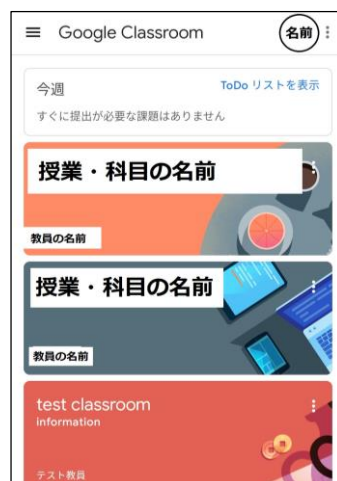 Google Classroom
名前
今週
ToDo リストを表示
すぐに提出が必要な課題はありません
授業・科目の名前
教員の名前
授業・科目の名前
教員の名前
test classroom
information
テスト教員